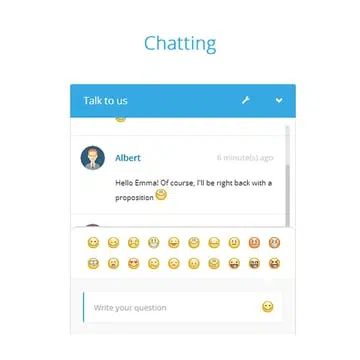 Chatting
Talk to us
Albert 6 minute(s) ago
Hello Emma! Of course, I'll be right back with a
proposition
Write your question